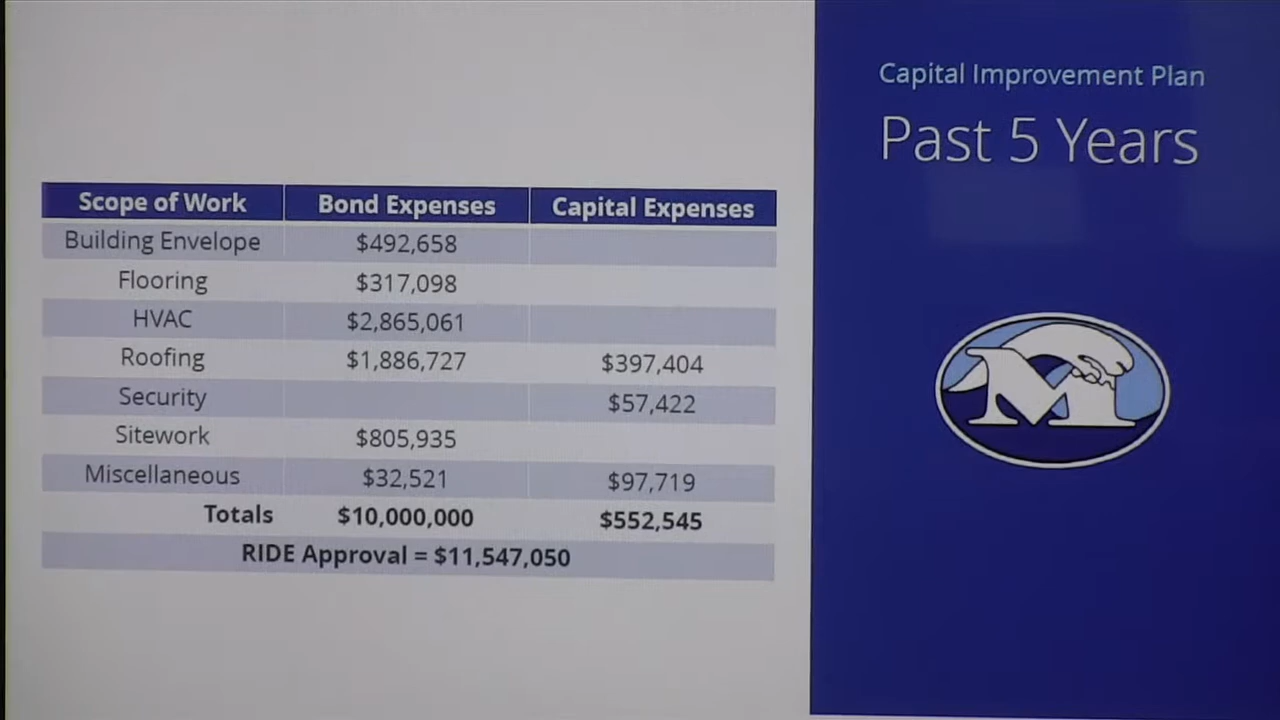 Capital Improvement Plan
Past 5 Years
Scope of Work Bond Expenses Capital Expenses
Building Envelope $492,658
Flooring $317,098
HVAC $2,865,061
Roofing $1,886,727 $397,404
Security $57,422
Sitework $805,935
Miscellaneous $32,521 $97,719
Totals $10,000,000 $552,545
RIDE Approval = $11,547,050
M